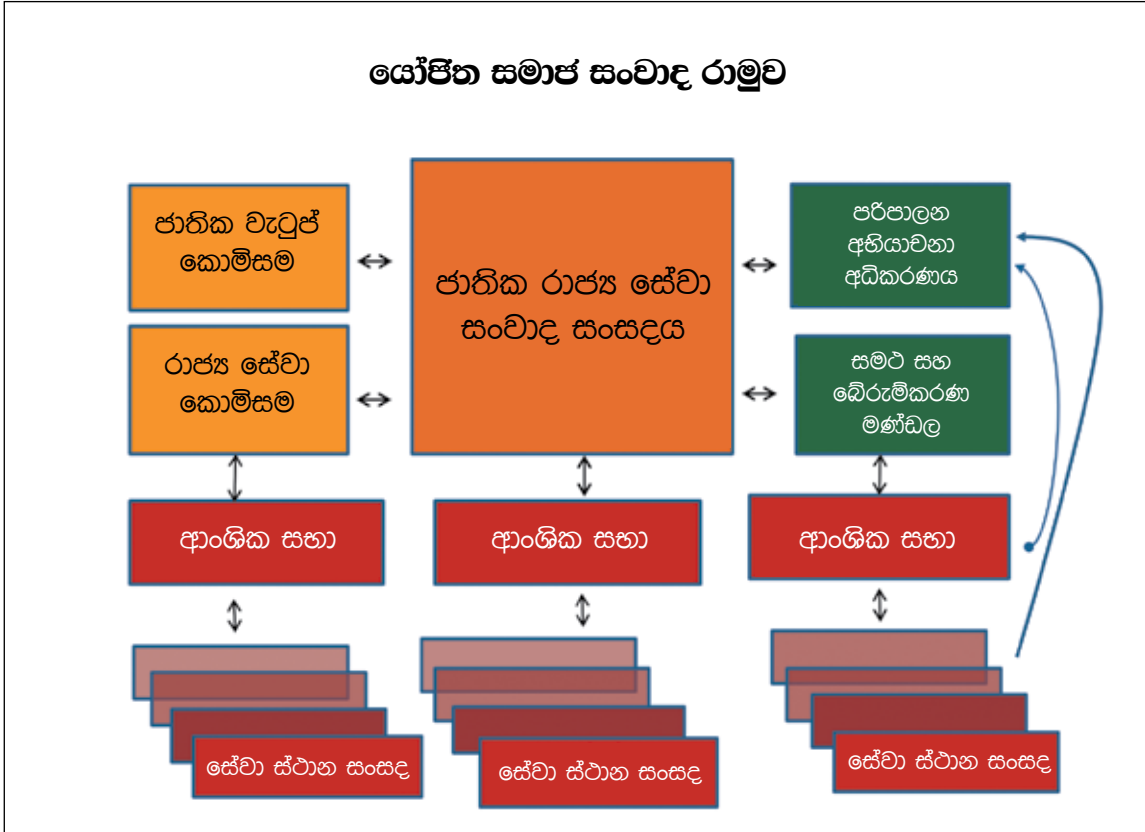 යෝජිත සමාජ සංවාද රාමුව
ජාතික වැටුප්
කොමිසම
ජාතික රාජ්‍ය සේවා
සංවාද සංසදය
පරිපාලන
අභියාචනා
අධිකරණය
රාජ්‍ය සේවා
කොමිසම
සමථ සහ
බේරුම්කරණ
මණ්ඩල
ආංශික සභා
ආංශික සභා
ආංශික සභා
සේවා ස්ථාන සංසද
සේවා ස්ථාන සංසද
සේවා ස්ථාන සංසද